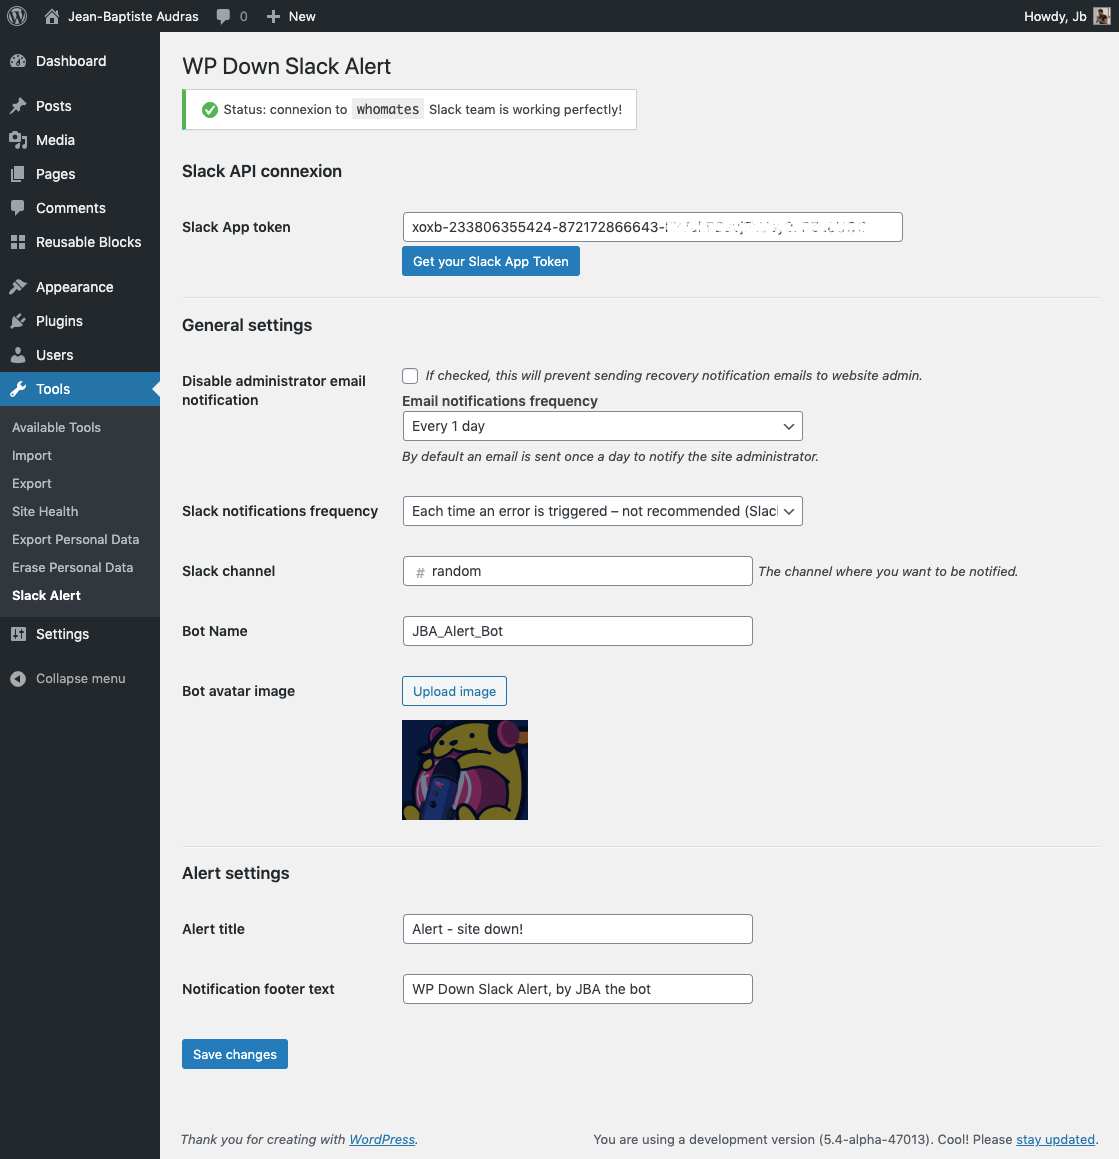 Jean-Baptiste Audras 0 New Howdy, Jb
Dashboard
Posts
Media
Pages
Comments
Reusable Blocks
Appearance
Plugins
Users
Tools
Available Tools
Import
Export
Site Health
Export Personal Data
Erase Personal Data
Slack Alert
Settings
Collapse menu
WP Down Slack Alert
Status: connexion to whomates Slack team is working perfectly!
Slack API connexion
Slack App token
xoxb-233806355424-872172866643-
Get your Slack App Token
General settings
Disable administrator email
notification
If checked, this will prevent sending recovery notification emails to website admin.
Email notifications frequency
Every 1 day
By default an email is sent once a day to notify the site administrator.
Slack notifications frequency
Each time an error is triggered – not recommended (Slac
Slack channel
# random
The channel where you want to be notified.
Bot Name
JBA_Alert_Bot
Bot avatar image
Upload image
Alert settings
Alert title
Alert - site down!
Notification footer text
WP Down Slack Alert, by JBA the bot
Save changes
Thank you for creating with WordPress.
You are using a development version (5.4-alpha-47013). Cool! Please stay updated.